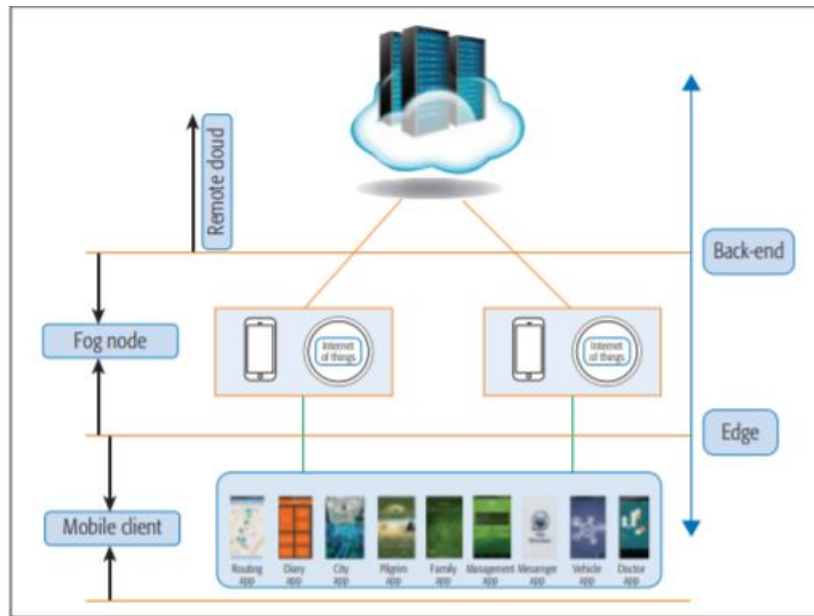 Remote cloud
Back-end
Fog node
Internet
of things
Internet
of things
Edge
Mobile client
Routing
app
Diary
app
City
app
Pilgrim
app
Family
app
Management
app
Messenger
app
Vehicle
app
Doctor
app